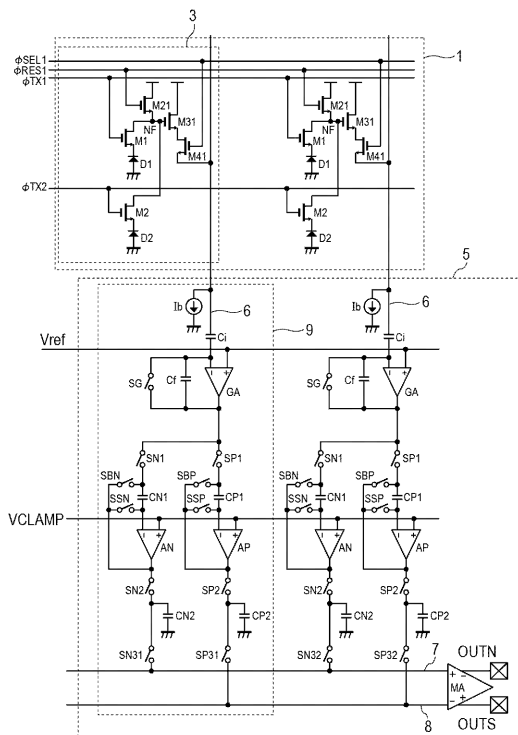 3
1
φSEL1
φRES1
φTX1
M21 M31 M21 M31
NF NF
M1 M41 M1 M41
D1 D1
φTX2
M2 M2
D2 D2
5
Ib 6 Ib 6
9
Ci Ci
Vref
SG Cf GA SG Cf GA
SN1 SP1 SN1 SP1
SBN SBP SBN SBP
SSN CN1 SSP CP1 SSN CN1 SSP CP1
VCLAMP
AN AP AN AP
SN2 SP2 SN2 SP2
CN2 CP2 CN2 CP2
SN31 SP31 SN32 SP32
7 OUTN
MA
8 OUTS